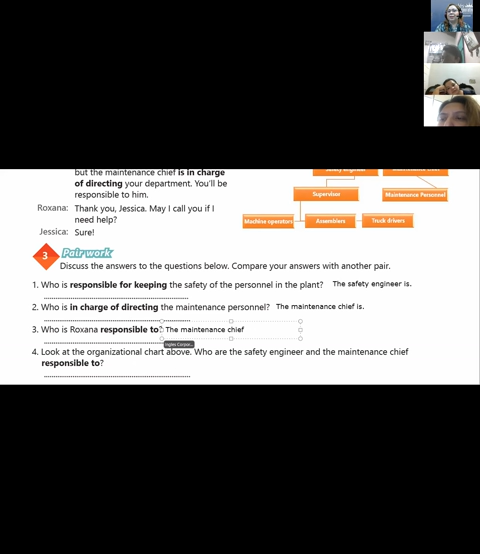 but the maintenance chief is in charge
of directing your department. You'll be
responsible to him.
Roxana: Thank you, Jessica. May I call you if I
need help?
Jessica: Sure!
Supervisor
Maintenance Personnel
Machine operators
Assemblers
Truck drivers
3 Pair work
Discuss the answers to the questions below. Compare your answers with another pair.
1. Who is responsible for keeping the safety of the personnel in the plant? The safety engineer is.
2. Who is in charge of directing the maintenance personnel? The maintenance chief is.
3. Who is Roxana responsible to? The maintenance chief
Ingles Corpor...
4. Look at the organizational chart above. Who are the safety engineer and the maintenance chief
responsible to?